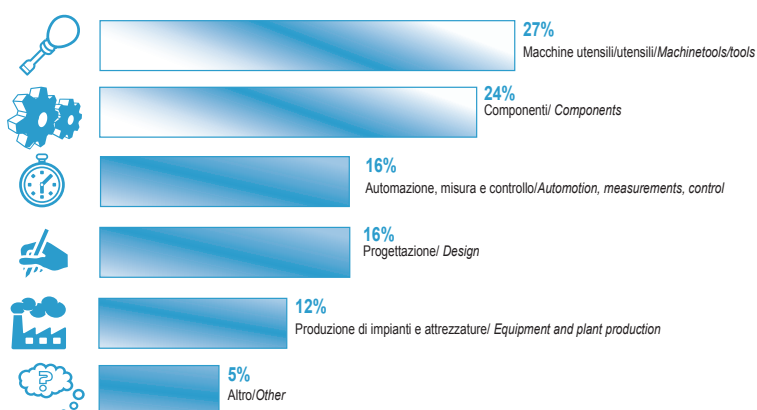 27%
Macchine utensili/utensili/Machinetools/tools
24%
Componenti/ Components
16%
Automazione, misura e controllo/Automotion, measurements, control
16%
Progettazione/ Design
12%
Produzione di impianti e attrezzature/ Equipment and plant production
?
5%
Altro/Other